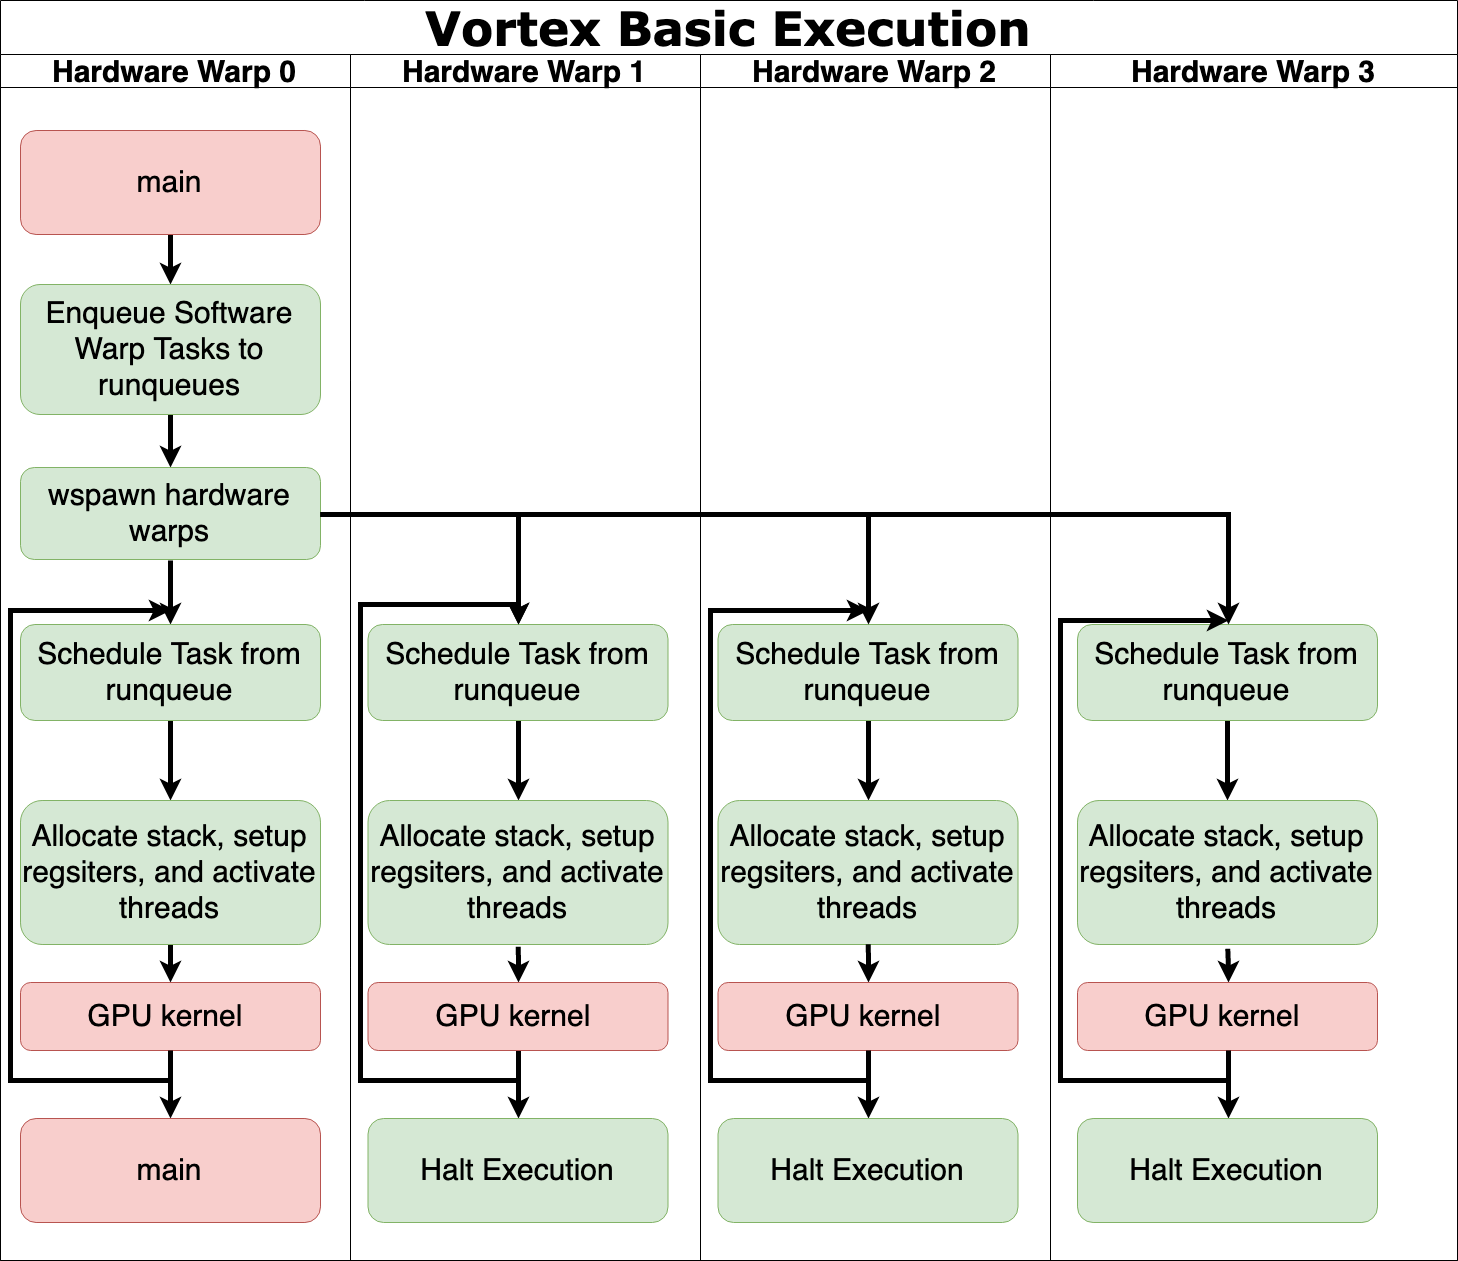 Vortex Basic Execution
Hardware Warp 0
Hardware Warp 1
Hardware Warp 2
Hardware Warp 3
main
Enqueue Software
Warp Tasks to
runqueues
wspawn hardware
warps
Schedule Task from
runqueue
Schedule Task from
runqueue
Schedule Task from
runqueue
Schedule Task from
runqueue
Allocate stack, setup
regsiters, and activate
threads
Allocate stack, setup
regsiters, and activate
threads
Allocate stack, setup
regsiters, and activate
threads
Allocate stack, setup
regsiters, and activate
threads
GPU kernel
GPU kernel
GPU kernel
GPU kernel
main
Halt Execution
Halt Execution
Halt Execution